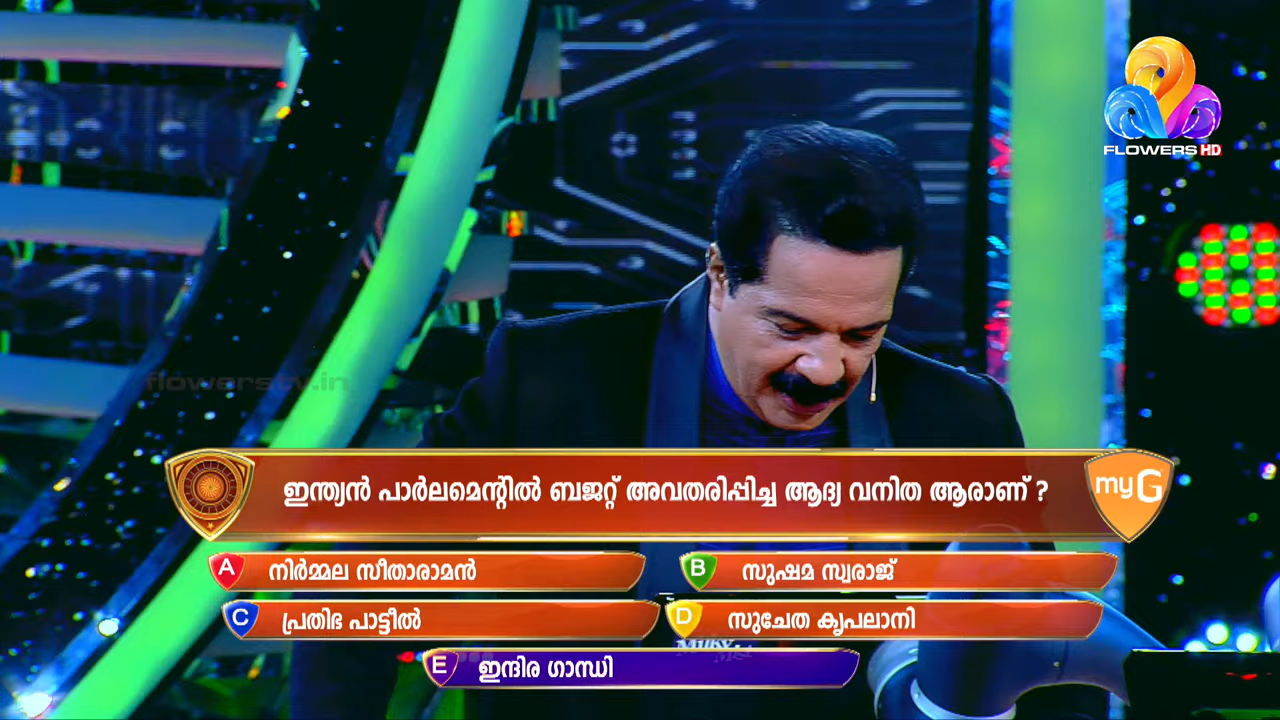 FLOWERS HD
flowerstv.in
ഇന്ത്യൻ പാർലമെന്റിൽ ബജറ്റ് അവതരിപ്പിച്ച ആദ്യ വനിത ആരാണ് ?
myG
A നിർമ്മല സീതാരാമൻ
B സുഷമ സ്വരാജ്
C പ്രതിഭ പാട്ടീൽ
D സുചേത കൃപലാനി
E ഇന്ദിര ഗാന്ധി